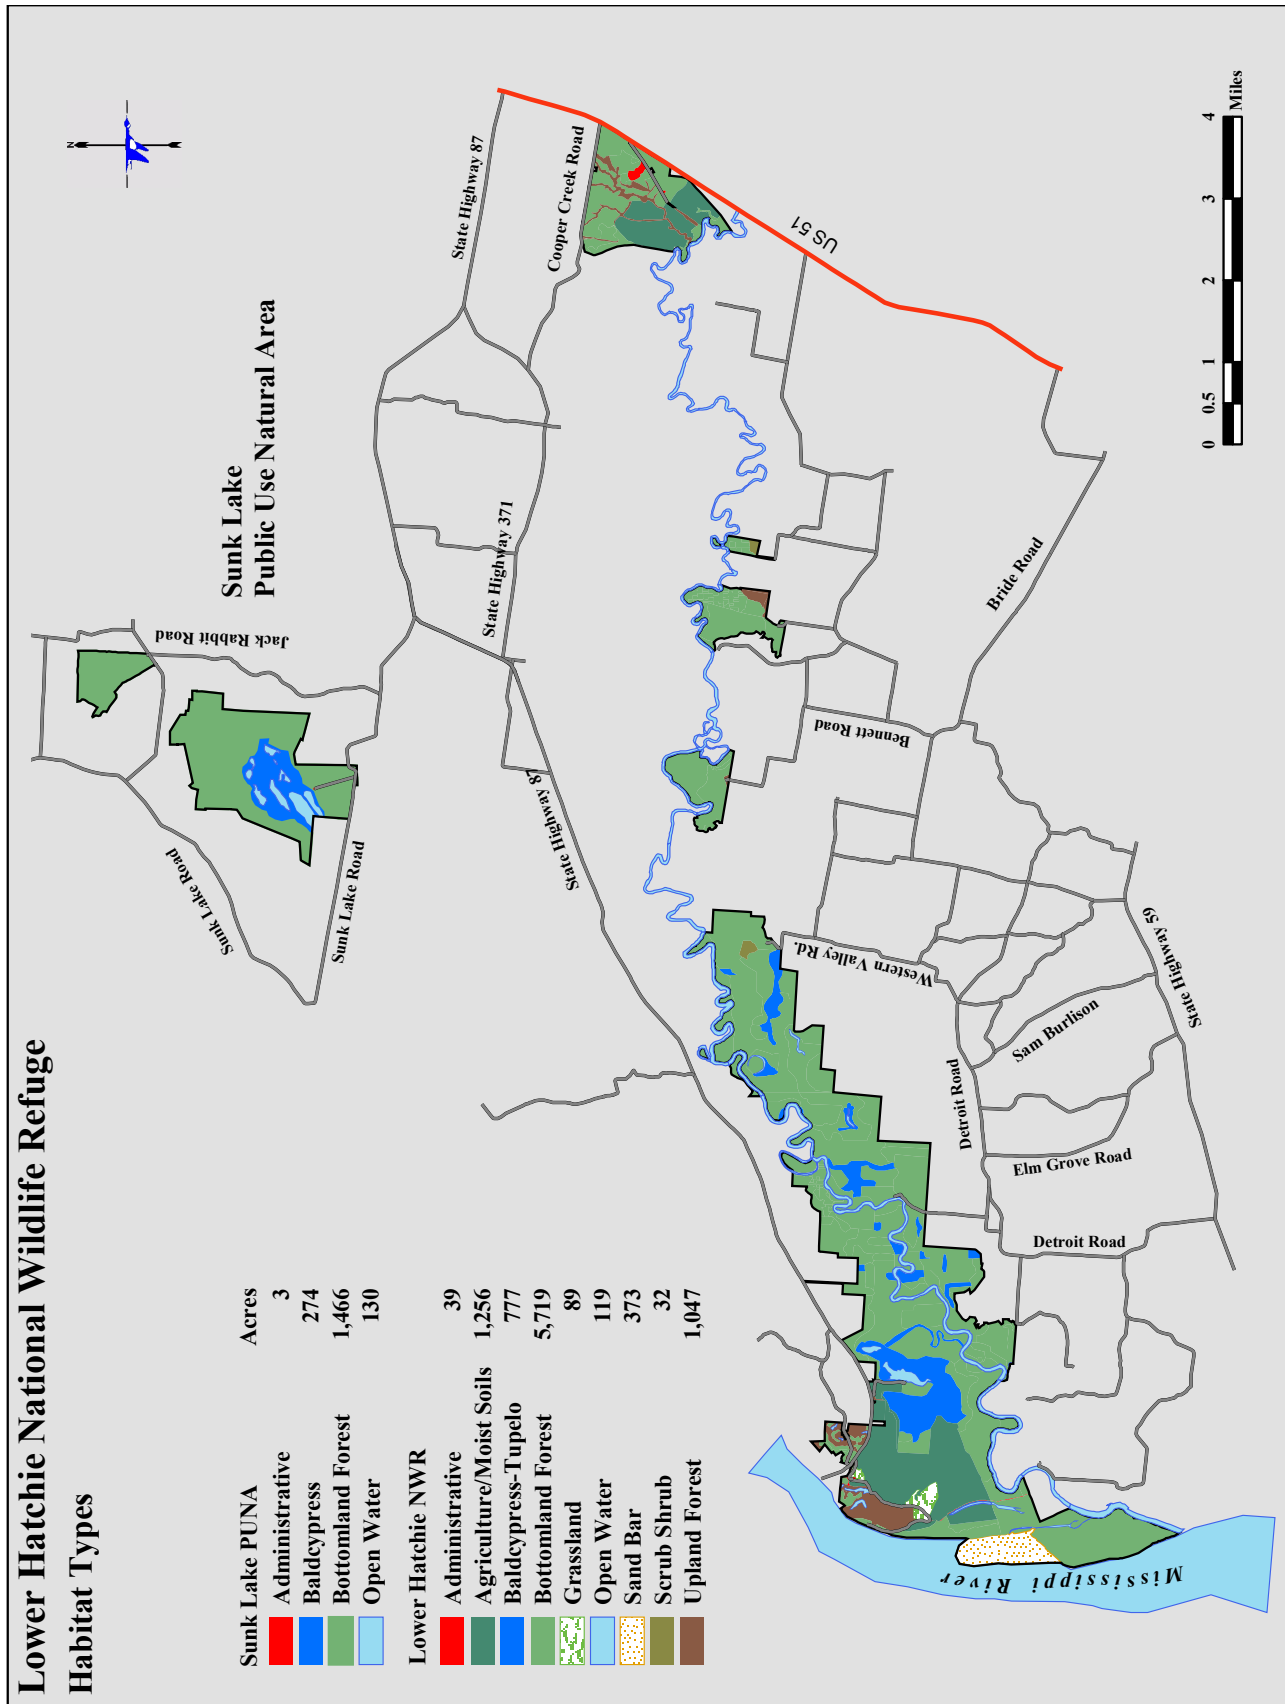 Lower Hatchie National Wildlife Refuge
Habitat Types
Sunk Lake PUNA Acres
Administrative 3
Baldcypress 274
Bottomland Forest 1,466
Open Water 130
Lower Hatchie NWR
Administrative 39
Agriculture/Moist Soils 1,256
Baldcypress-Tupelo 777
Bottomland Forest 5,719
Grassland 89
Open Water 119
Sand Bar 373
Scrub Shrub 32
Upland Forest 1,047
Sunk Lake
Public Use Natural Area
N
Jack Rabbit Road
Sunk Lake Road
Sunk Lake Road
State Highway 87
Cooper Creek Road
State Highway 371
State Highway 87
US 51
Bride Road
Bennett Road
Western Valley Rd.
State Highway 59
Sam Burlison
Detroit Road
Elm Grove Road
Detroit Road
Mississippi River
0 0.5 1 2 3 4
Miles